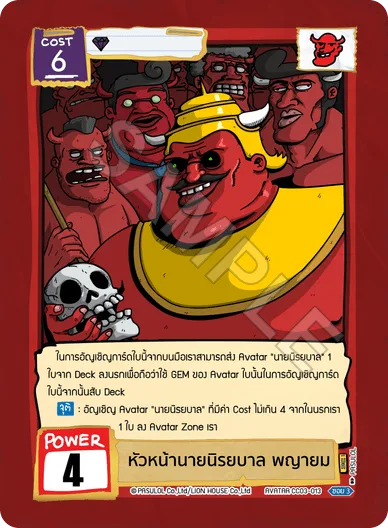 COST
6
SAMPLE
ในการอัญเชิญการ์ดใบนี้จากบนมือเราสามารถส่ง Avatar "นายนิรยบาล" 1
ใบจาก Deck ลงนรกเพื่อถือว่าใช้ GEM ของ Avatar ใบนั้นในการอัญเชิญการ์ด
ใบนี้จากนั้นสับ Deck
จุติ : อัญเชิญ Avatar "นายนิรยบาล" ที่มีค่า Cost ไม่เกิน 4 จากในนรกเรา
1 ใบ ลง Avatar Zone เรา
POWER
4
หัวหน้านายนิรยบาล พญายม
PASULOL
© PASULOL Co.,Ltd/LION HOUSE Co.,Ltd
AVATAR CC03-013